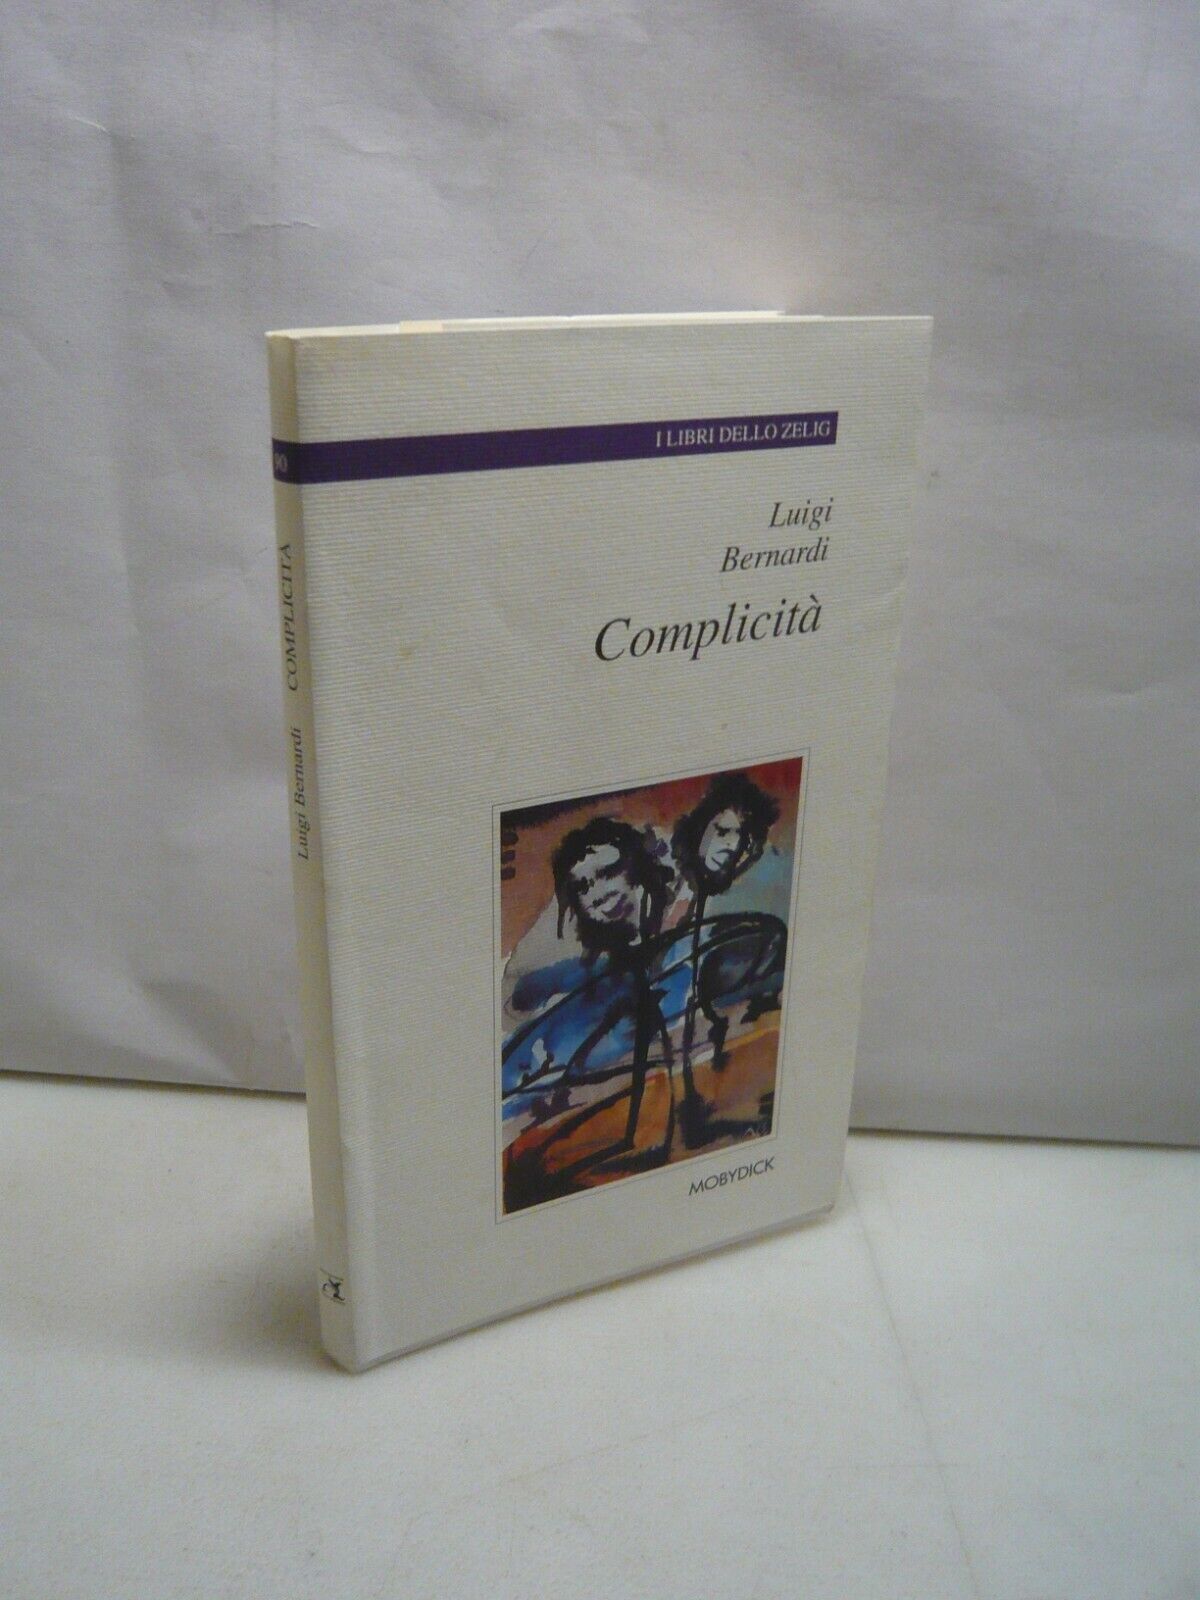 I LIBRI DELLO ZELIG
Luigi
Bernardi
Complicità
MOBYDICK
Luigi Bernardi COMPLICITÀ